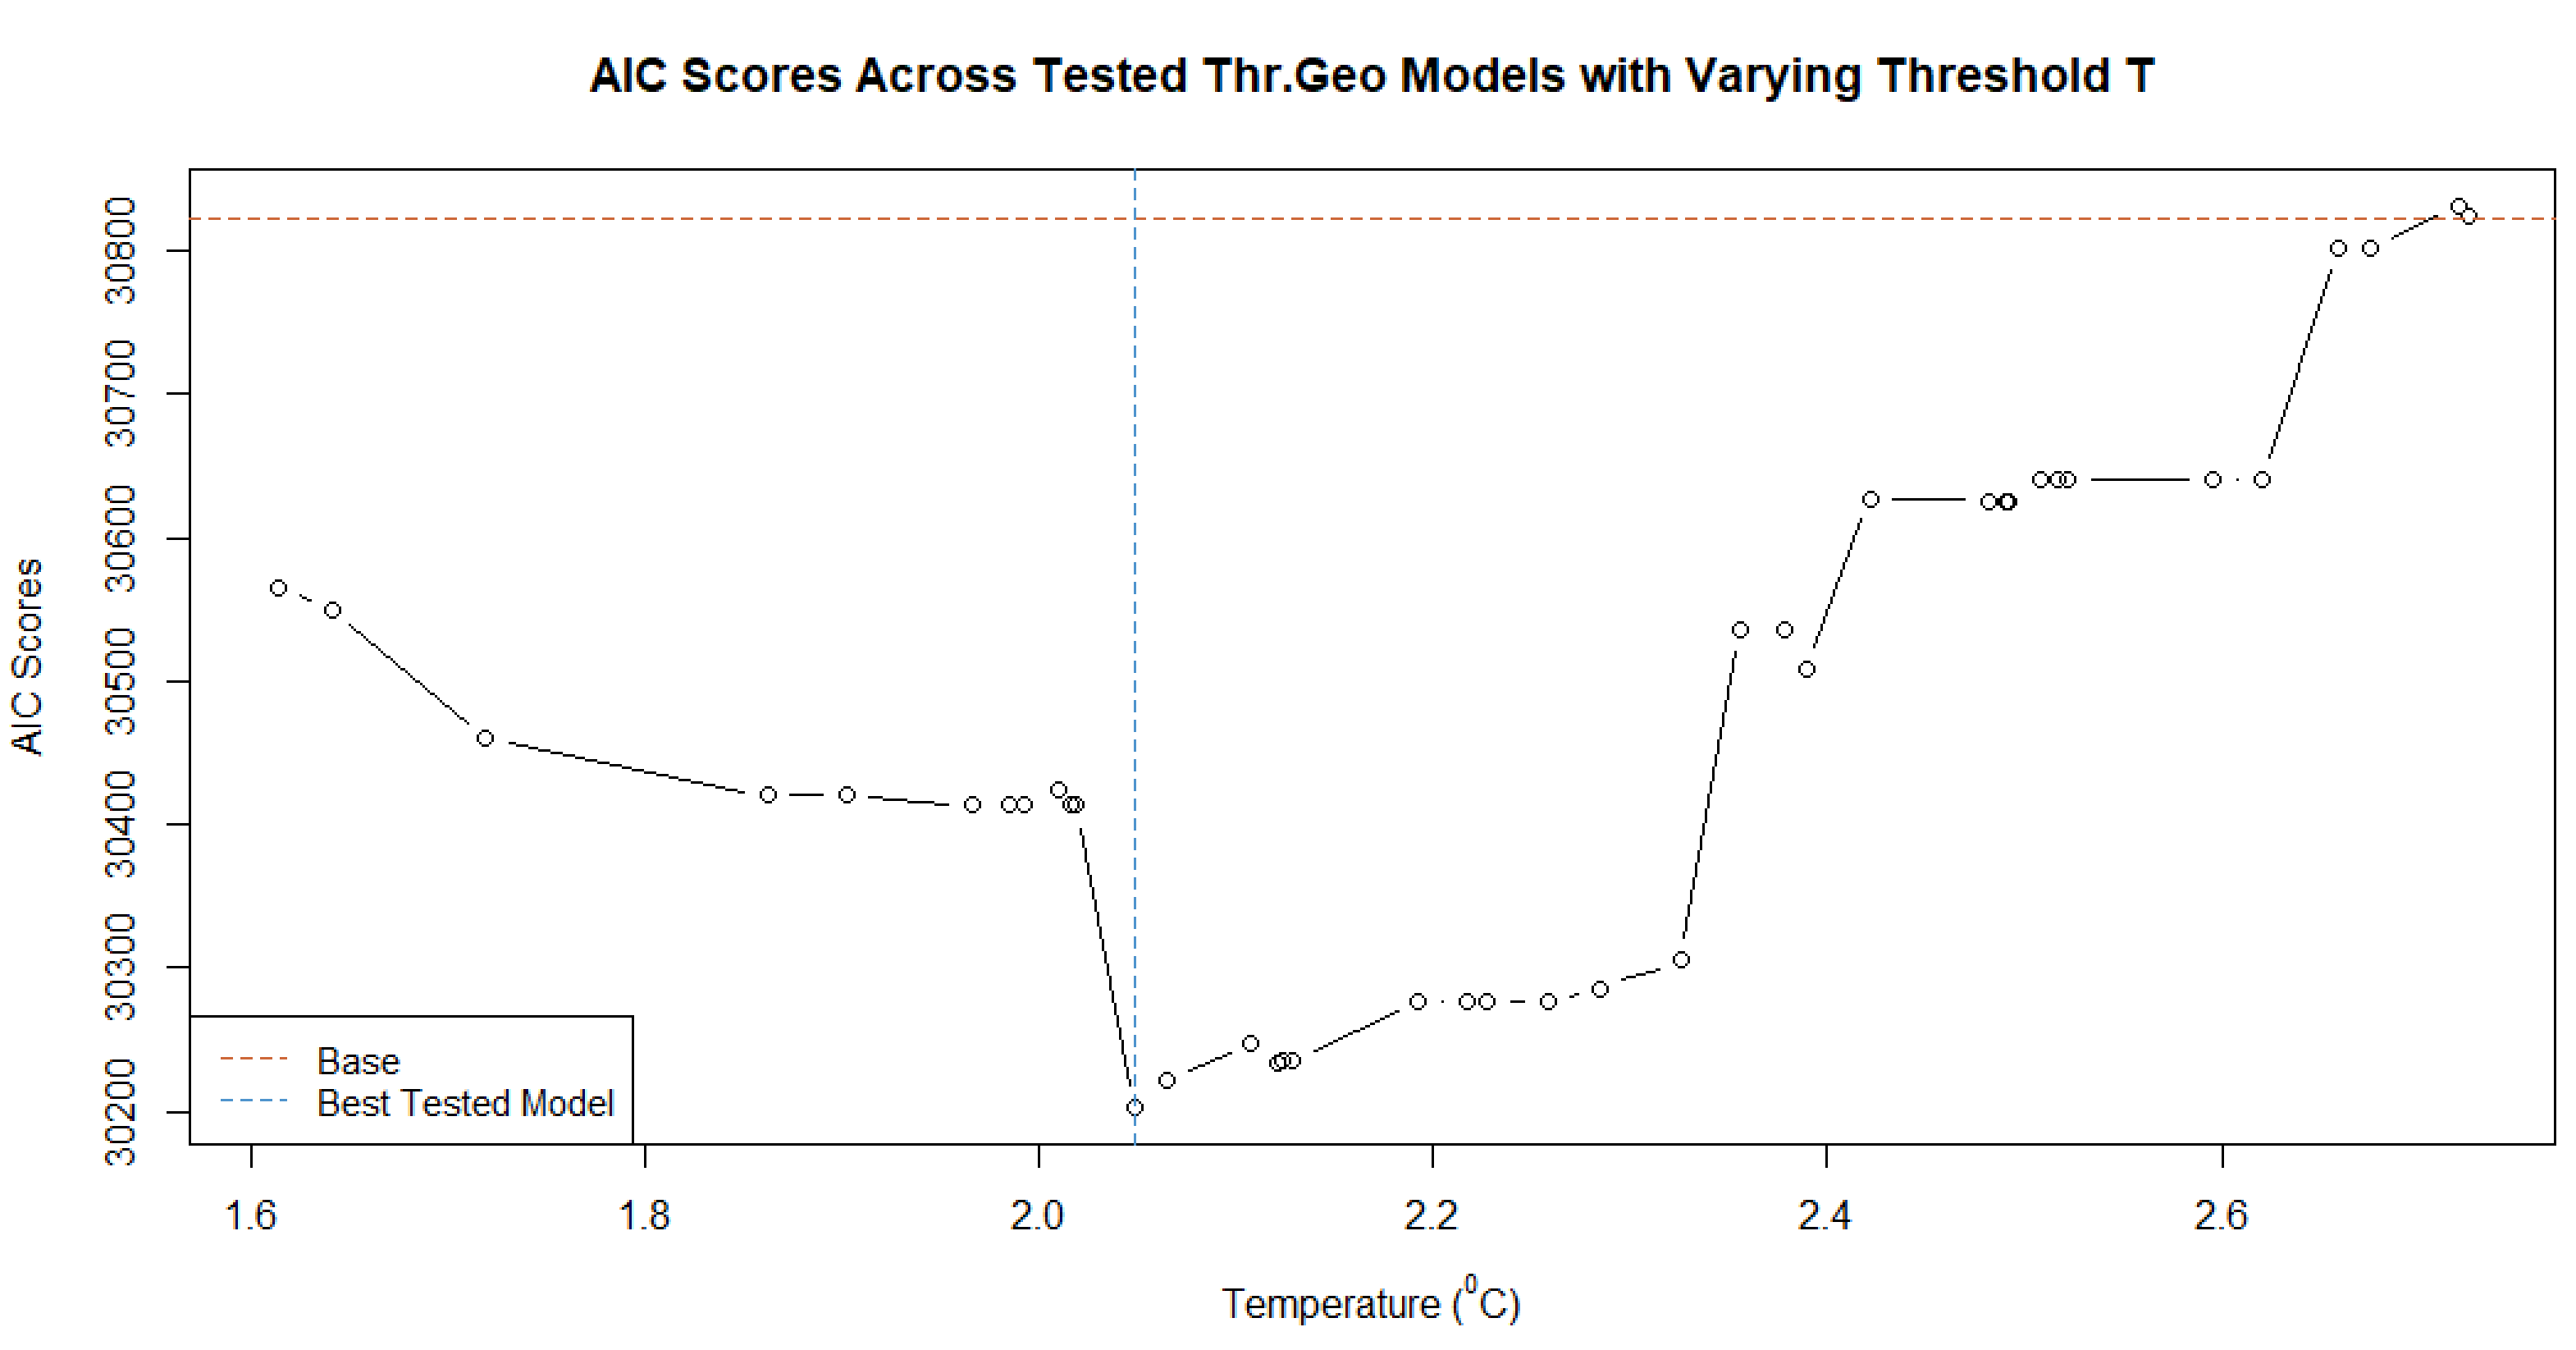 AIC Scores Across Tested Thr.Geo Models with Varying Threshold T
AIC Scores
30800
30700
30600
30500
30400
30300
30200
Base
Best Tested Model
1.6 1.8 2.0 2.2 2.4 2.6
Temperature (⁰C)